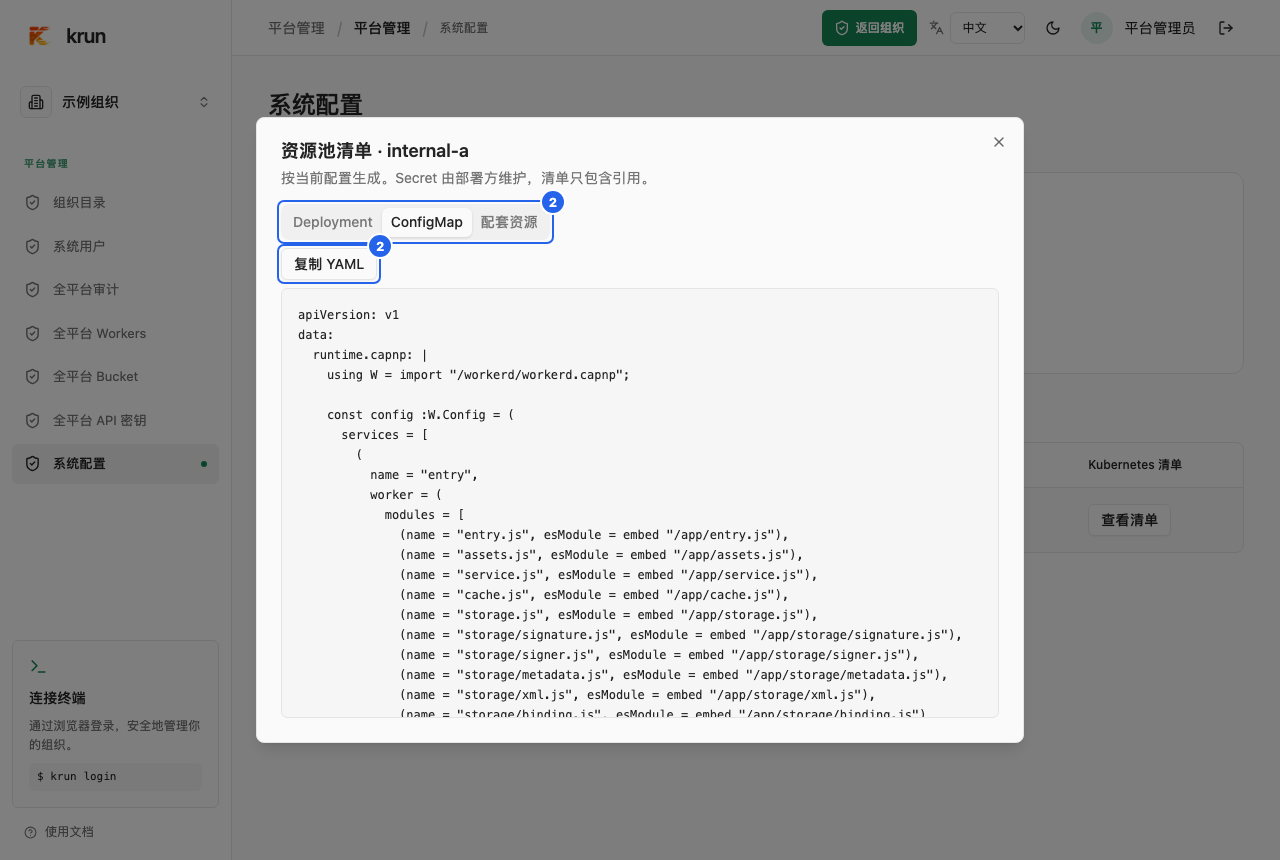 krun
平台管理 / 平台管理 / 系统配置
返回组织
中文
平
平台管理员
示例组织
平台管理
组织目录
系统用户
全平台审计
全平台 Workers
全平台 Bucket
全平台 API 密钥
系统配置
连接终端
通过浏览器登录，安全地管理你
的组织。
$ krun login
使用文档
系统配置
Kubernetes 清单
查看清单
资源池清单 · internal-a
按当前配置生成。Secret 由部署方维护，清单只包含引用。
Deployment ConfigMap 配套资源
2
复制 YAML
2
apiVersion: v1
data:
  runtime.capnp: |
    using W = import "/workerd/workerd.capnp";
    const config :W.Config = (
      services = [
        (
          name = "entry",
          worker = (
            modules = [
              (name = "entry.js", esModule = embed "/app/entry.js"),
              (name = "assets.js", esModule = embed "/app/assets.js"),
              (name = "service.js", esModule = embed "/app/service.js"),
              (name = "cache.js", esModule = embed "/app/cache.js"),
              (name = "storage.js", esModule = embed "/app/storage.js"),
              (name = "storage/signature.js", esModule = embed "/app/storage/signature.js"),
              (name = "storage/signer.js", esModule = embed "/app/storage/signer.js"),
              (name = "storage/metadata.js", esModule = embed "/app/storage/metadata.js"),
              (name = "storage/xml.js", esModule = embed "/app/storage/xml.js"),
              (name = "storage/binding.js", esModule = embed "/app/storage/binding.js")